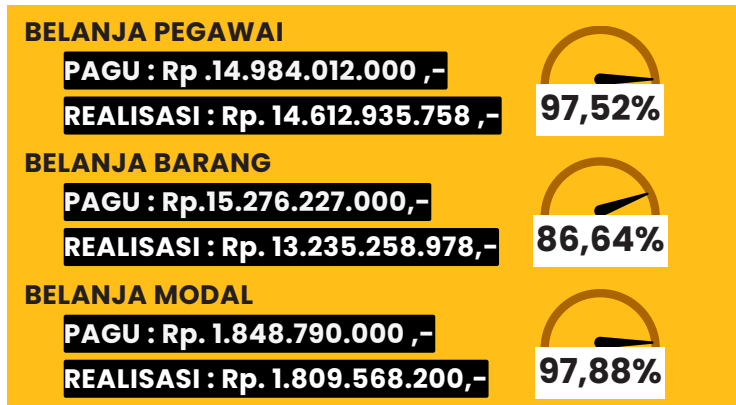 BELANJA PEGAWAI
PAGU : Rp .14.984.012.000 ,-
REALISASI : Rp. 14.612.935.758 ,-
97,52%
BELANJA BARANG
PAGU : Rp.15.276.227.000,-
REALISASI : Rp. 13.235.258.978,-
86,64%
BELANJA MODAL
PAGU : Rp. 1.848.790.000 ,-
REALISASI : Rp. 1.809.568.200,-
97,88%